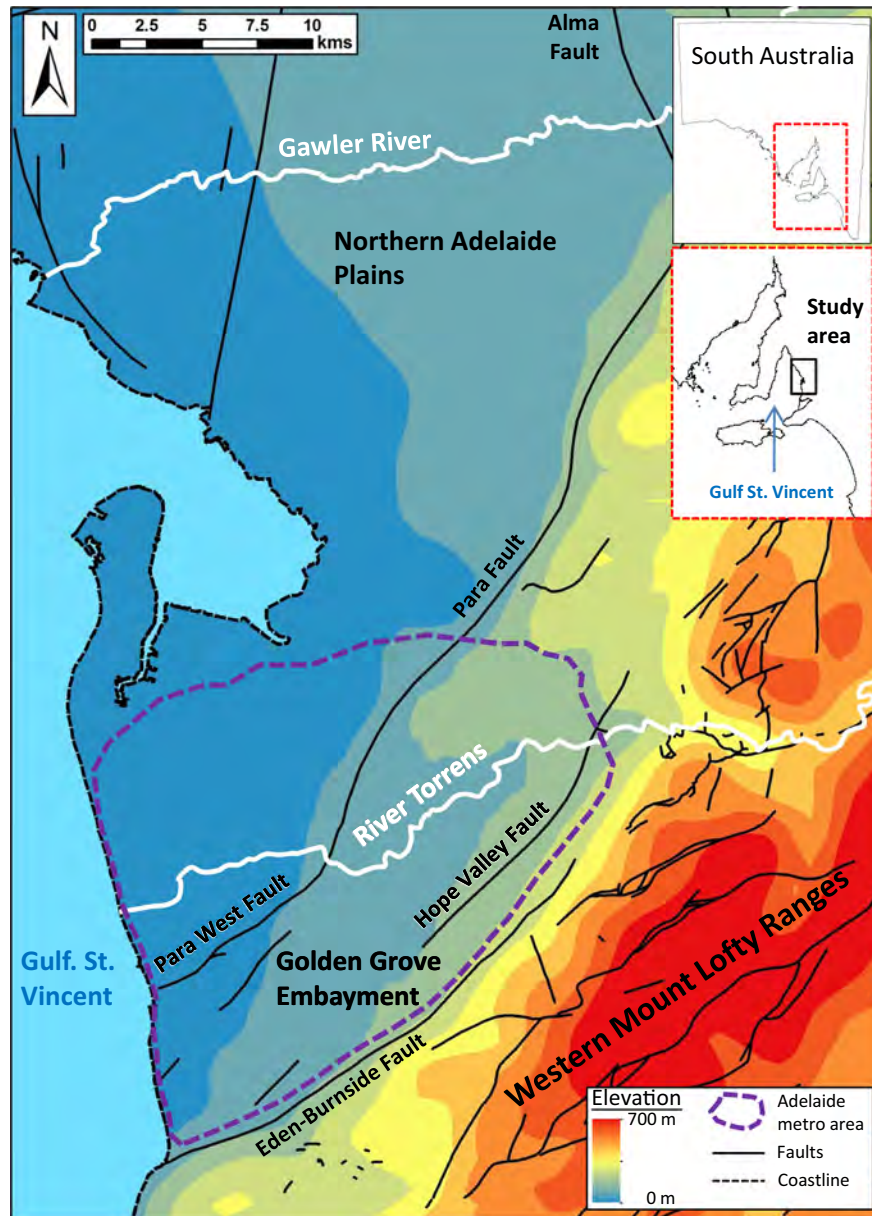 N
0 2.5 5 7.5 10
kms
Alma
Fault
South Australia
Gawler River
Northern Adelaide
Plains
Study
area
Gulf St. Vincent
Para Fault
River Torrens
Hope Valley Fault
Para West Fault
Gulf. St.
Vincent
Golden Grove
Embayment
Western Mount Lofty Ranges
Eden-Burnside Fault
Elevation
700 m
0 m
Adelaide
metro area
Faults
Coastline